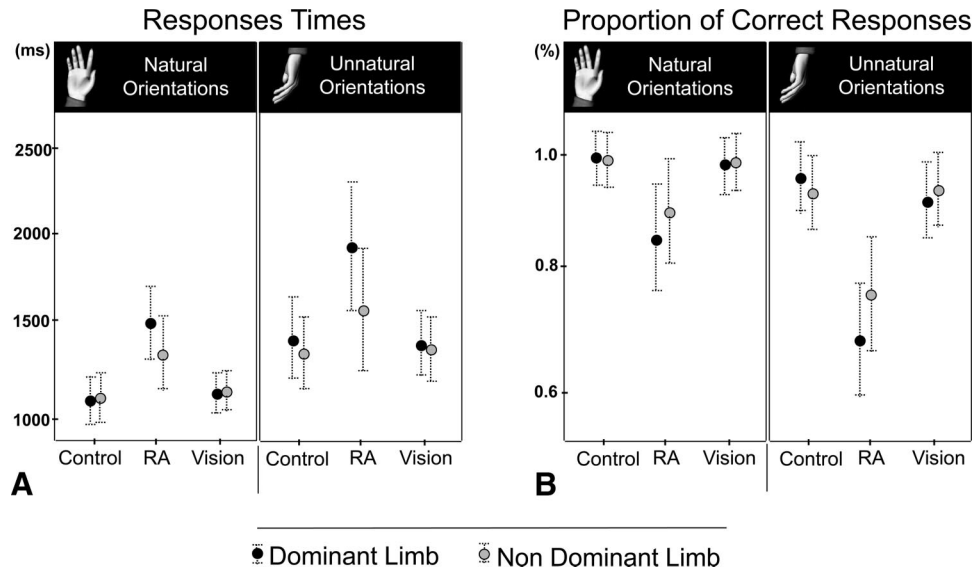 Responses Times
Proportion of Correct Responses
(ms)
Natural
Orientations
Unnatural
Orientations
2500
2000
1500
1000
Control
RA
Vision
Control
RA
Vision
A
(%)
Natural
Orientations
Unnatural
Orientations
1.0
0.8
0.6
Control
RA
Vision
Control
RA
Vision
B
Dominant Limb
Non Dominant Limb